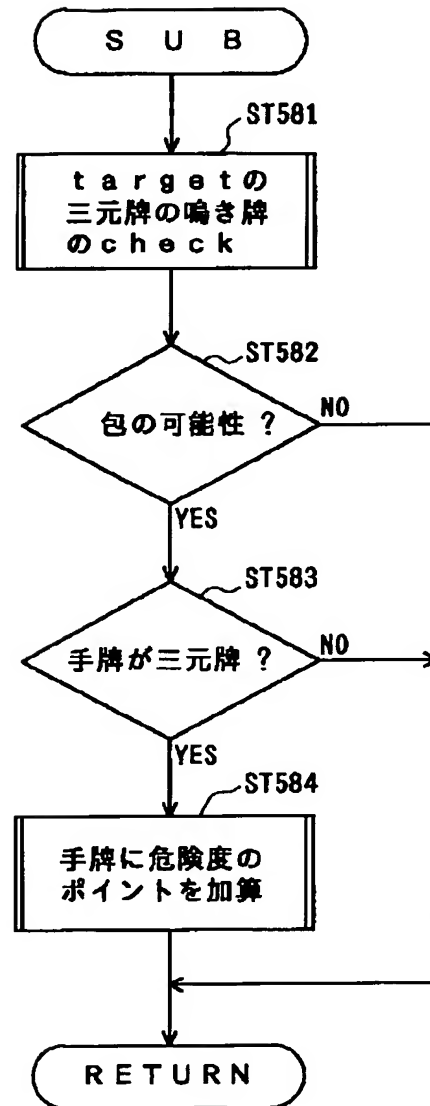 SUB
ST581
targetの
三元牌の鳴き牌
のcheck
ST582
包の可能性？
NO
YES
ST583
手牌が三元牌？
NO
YES
ST584
手牌に危険度の
ポイントを加算
RETURN